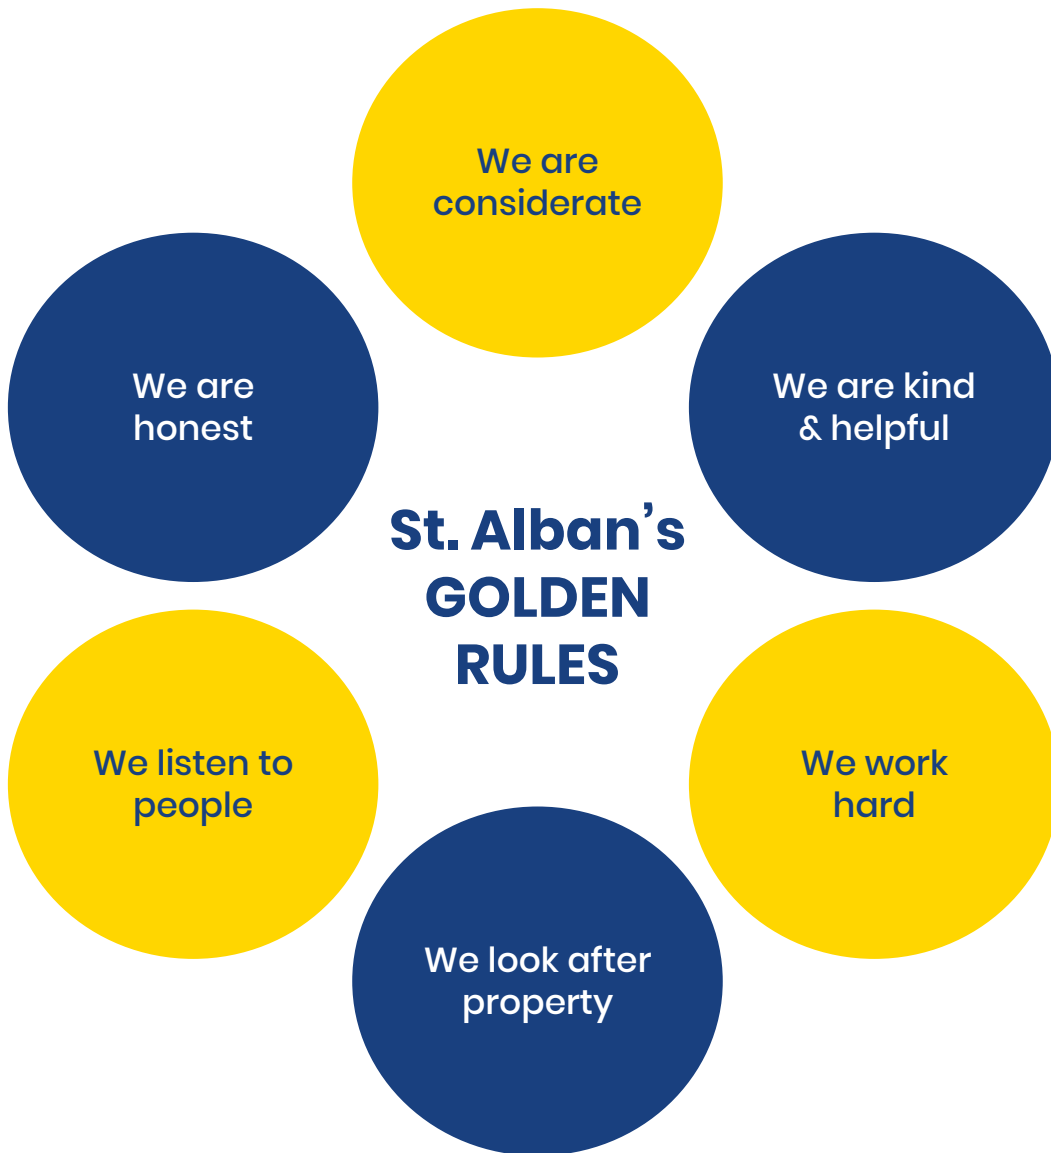 We are
considerate
We are
honest
We are kind
& helpful
St. Alban’s
GOLDEN
RULES
We listen to
people
We work
hard
We look after
property